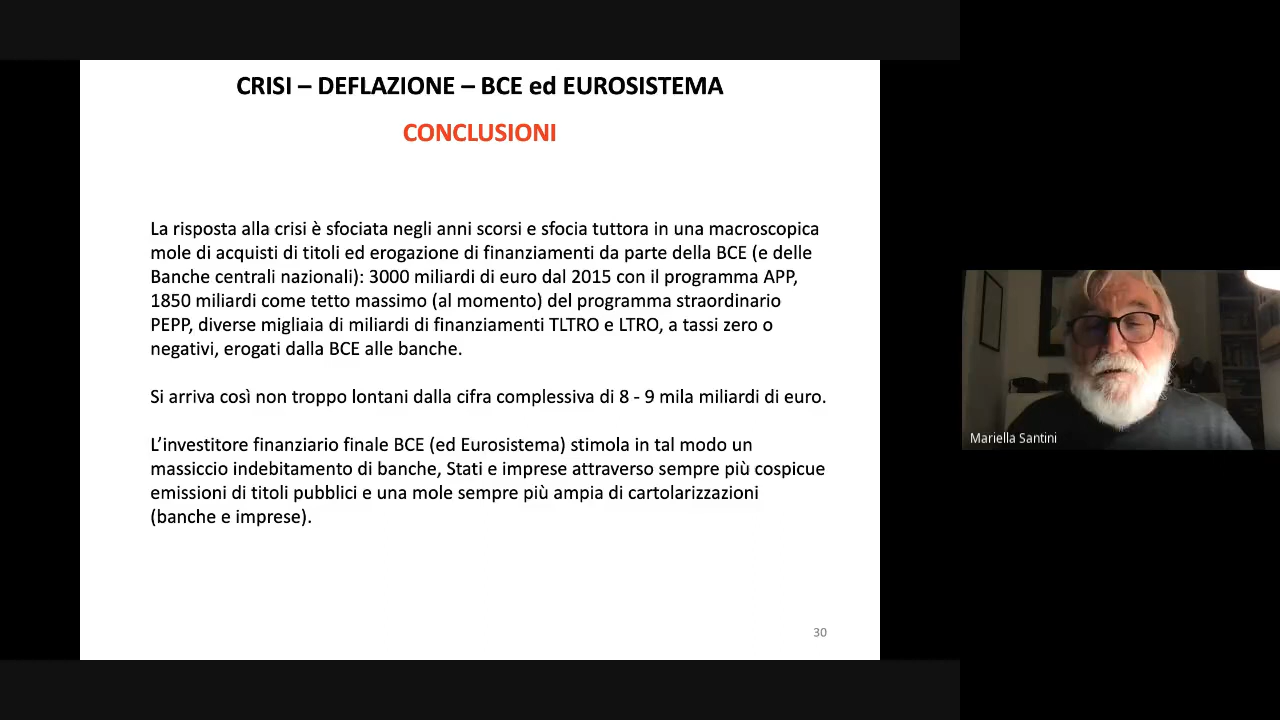 CRISI – DEFLAZIONE – BCE ed EUROSISTEMA
CONCLUSIONI
La risposta alla crisi è sfociata negli anni scorsi e sfocia tuttora in una macroscopica
mole di acquisti di titoli ed erogazione di finanziamenti da parte della BCE (e delle
Banche centrali nazionali): 3000 miliardi di euro dal 2015 con il programma APP,
1850 miliardi come tetto massimo (al momento) del programma straordinario
PEPP, diverse migliaia di miliardi di finanziamenti TLTRO e LTRO, a tassi zero o
negativi, erogati dalla BCE alle banche.
Si arriva così non troppo lontani dalla cifra complessiva di 8 - 9 mila miliardi di euro.
L’investitore finanziario finale BCE (ed Eurosistema) stimola in tal modo un
massiccio indebitamento di banche, Stati e imprese attraverso sempre più cospicue
emissioni di titoli pubblici e una mole sempre più ampia di cartolarizzazioni
(banche e imprese).
30
Mariella Santini